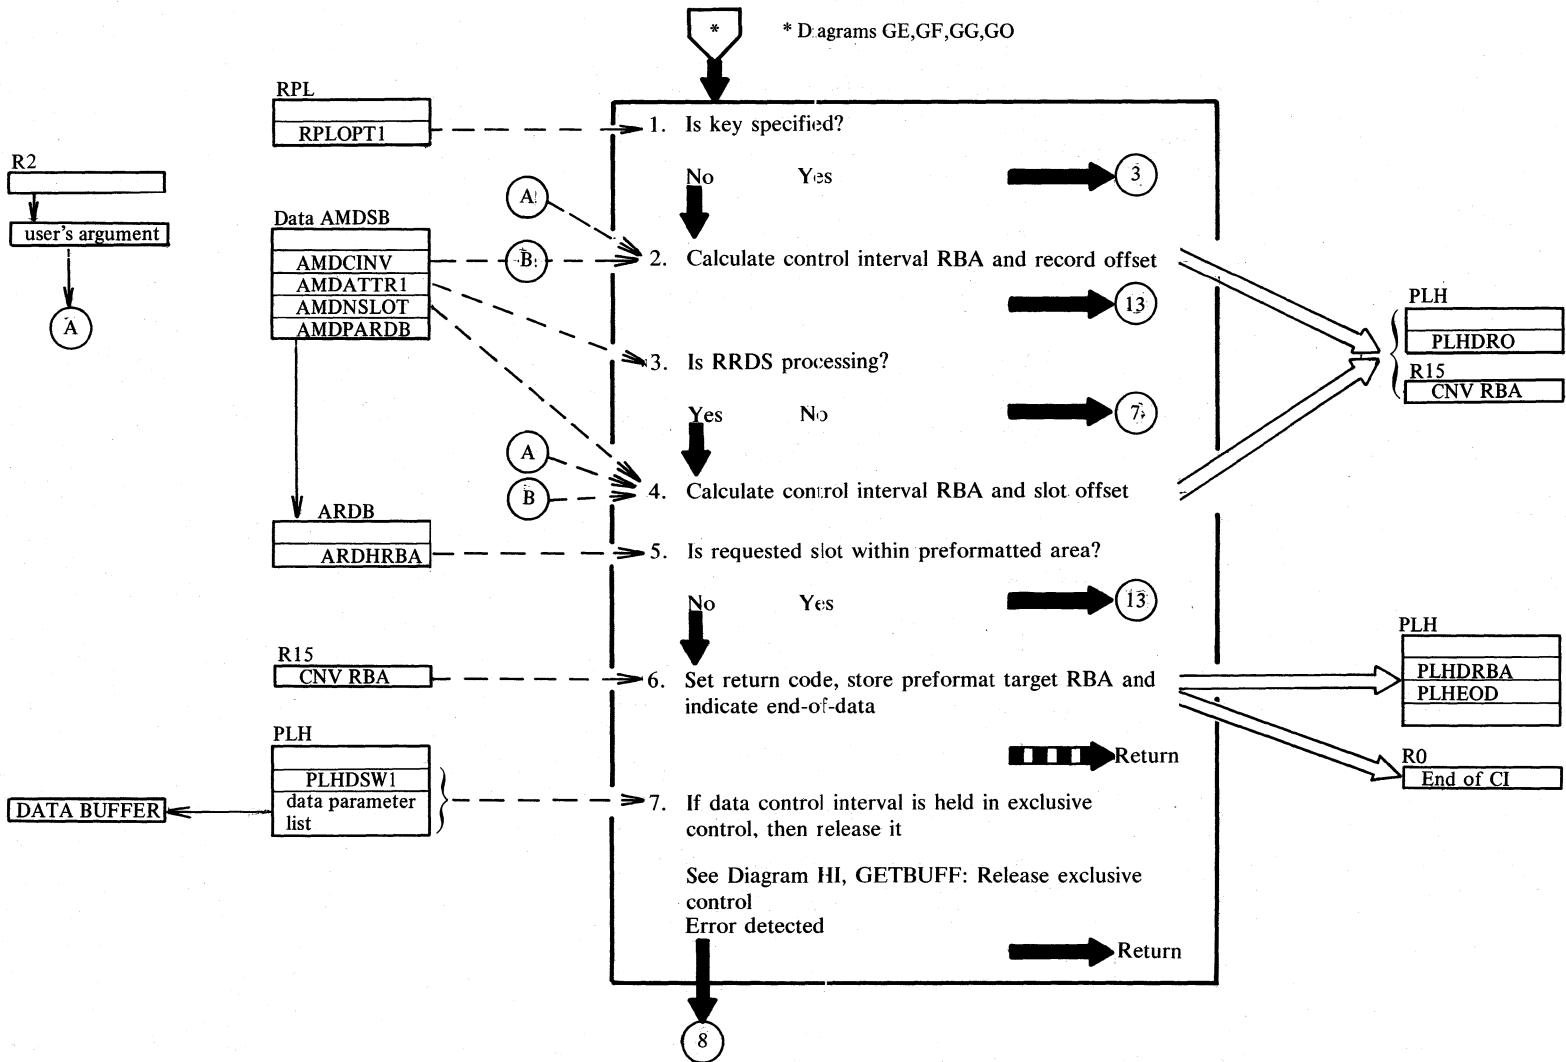 *
* Diagrams GE,GF,GG,GO
RPL
RPLOPT1
R2
user's argument
A
Data AMDSB
AMDCINV
AMDATTR1
AMDNSLOT
AMDPARDB
ARDB
ARDHRBA
R15
CNV RBA
PLH
PLHDSW1
data parameter
list
DATA BUFFER
A
B
A
B
1. Is key specified?
No Yes
3
2. Calculate control interval RBA and record offset
13
3. Is RRDS processing?
Yes No
7
4. Calculate control interval RBA and slot offset
5. Is requested slot within preformatted area?
No Yes
13
6. Set return code, store preformat target RBA and
indicate end-of-data
Return
7. If data control interval is held in exclusive
control, then release it
See Diagram HI, GETBUFF: Release exclusive
control
Error detected
Return
8
PLH
PLHDRO
R15
CNV RBA
PLH
PLHDRBA
PLHEOD
R0
End of CI